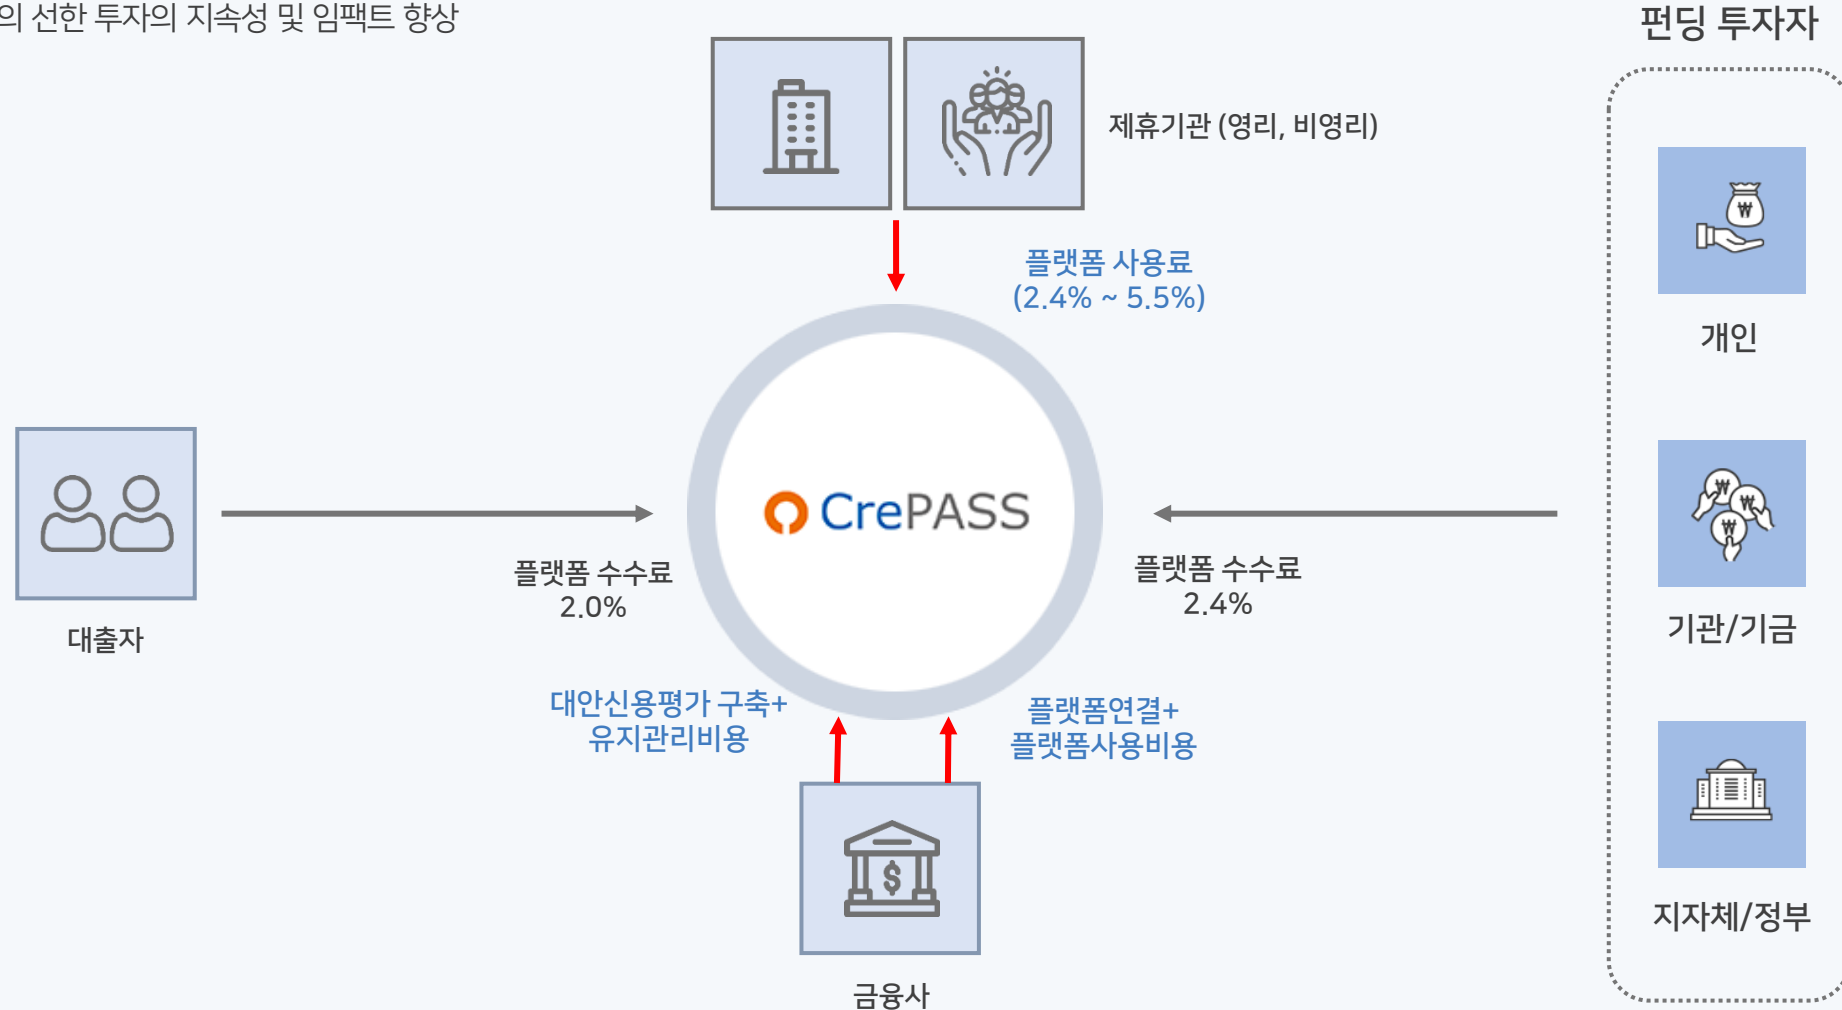 의 선한 투자의 지속성 및 임팩트 향상
펀딩 투자자
제휴기관 (영리, 비영리)
플랫폼 사용료
(2.4% ~ 5.5%)
개인
CrePASS
플랫폼 수수료
2.0%
플랫폼 수수료
2.4%
대출자
기관/기금
대안신용평가 구축+
유지관리비용
플랫폼연결+
플랫폼사용비용
지자체/정부
금융사